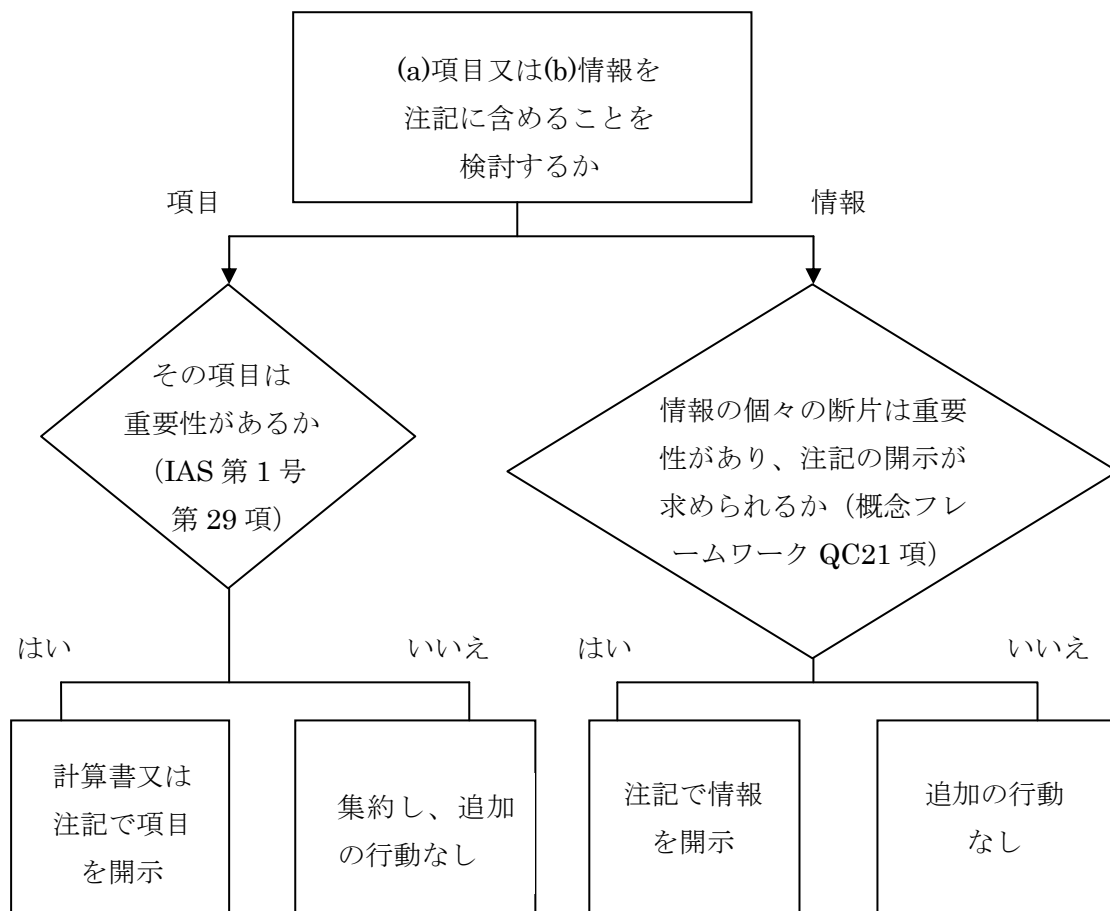 (a)項目又は(b)情報を
注記に含めることを
検討するか
項目
情報
その項目は
重要性があるか
（IAS 第 1 号
第 29 項）
情報の個々の断片は重要
性があり、注記の開示が
求められるか（概念フレ
ームワーク QC21 項）
はい
いいえ
はい
いいえ
計算書又は
注記で項目
を開示
集約し、追加
の行動なし
注記で情報
を開示
追加の行動
なし